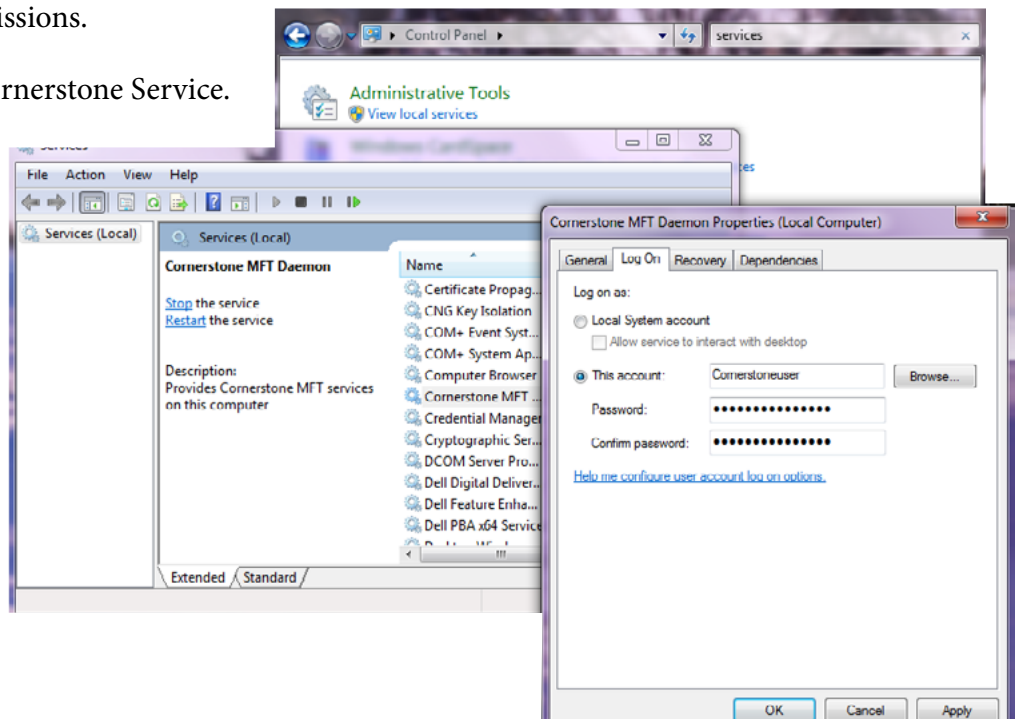 issions.
ornerstone Service.
Control Panel
services
Administrative Tools
View local services
Services
File Action View Help
Services (Local)
Services (Local)
Cornerstone MFT Daemon
Stop the service
Restart the service
Description:
Provides Cornerstone MFT services
on this computer
Name
Certificate Propag...
CNG Key Isolation
COM+ Event Syst...
COM+ System Ap...
Computer Browser
Cornerstone MFT ...
Credential Manager
Cryptographic Ser...
DCOM Server Pro...
Dell Digital Deliver...
Dell Feature Enha...
Dell PBA x64 Service
Extended Standard
Cornerstone MFT Daemon Properties (Local Computer)
General Log On Recovery Dependencies
Log on as:
Local System account
Allow service to interact with desktop
This account: Cornerstoneuser Browse...
Password: •••••••••••••••
Confirm password: •••••••••••••••
Help me configure user account log on options.
OK Cancel Apply